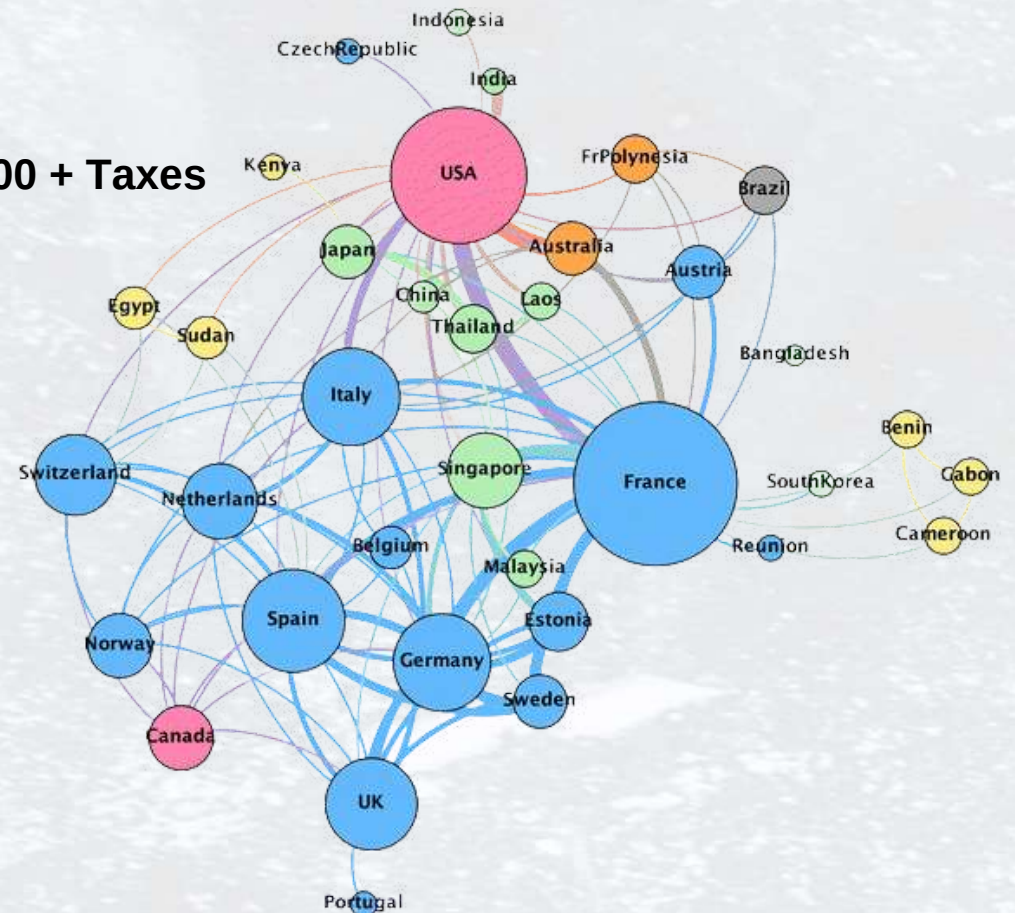 Indonesia
CzechRepublic
India
00 + Taxes
Kenya
USA
FrPolynesia
Brazil
Japan
Australia
Austria
China
Laos
Egypt
Thailand
Sudan
Bangladesh
Italy
Benin
Switzerland
Singapore
France
SouthKorea
Gabon
Netherlands
Belgium
Reunion
Cameroon
Malaysia
Spain
Estonia
Norway
Germany
Sweden
Canada
UK
Portugal